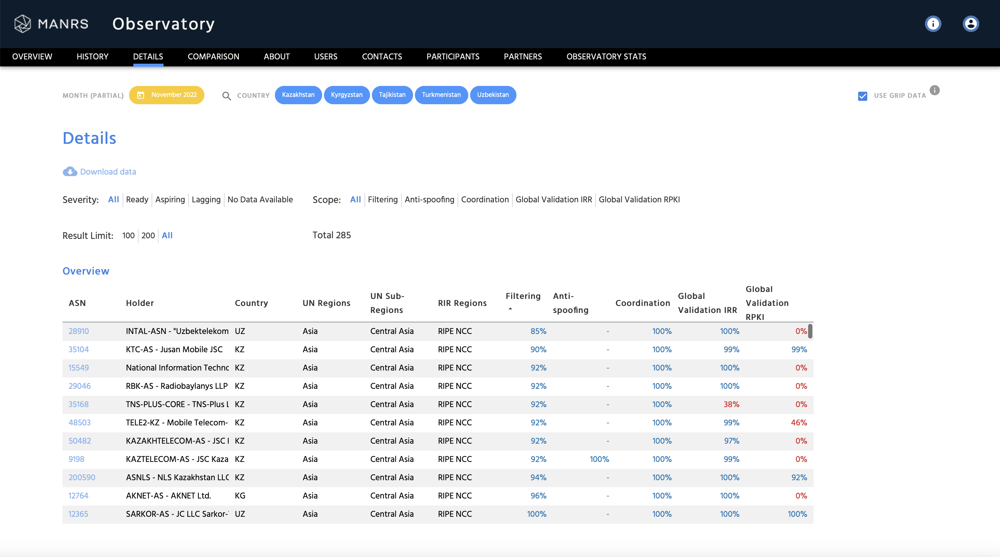 MANRS Observatory
OVERVIEW HISTORY DETAILS COMPARISON ABOUT USERS CONTACTS PARTICIPANTS PARTNERS OBSERVATORY STATS
MONTH (PARTIAL) November 2022 COUNTRY Kazakhstan Kyrgyzstan Tajikistan Turkmenistan Uzbekistan USE GRIP DATA
Details
Download data
Severity: All Ready Aspiring Lagging No Data Available Scope: All Filtering Anti-spoofing Coordination Global Validation IRR Global Validation RPKI
Result Limit: 100 200 All Total 285
Overview
ASN Holder Country UN Regions UN Sub-Regions RIR Regions Filtering Anti-spoofing Coordination Global Validation IRR Global Validation RPKI
28910 INTAL-ASN - "Uzbektelekom UZ Asia Central Asia RIPE NCC 85% - 100% 100% 0%
35104 KTC-AS - Jusan Mobile JSC KZ Asia Central Asia RIPE NCC 90% - 100% 99% 99%
15549 National Information KZ Asia Central Asia RIPE NCC 92% - 100% 100% 0%
29046 RBK-AS - Radiobaylanys LLP KZ Asia Central Asia RIPE NCC 92% - 100% 100% 0%
35168 TNS-PLUS-CORE - TNS-Plus KZ Asia Central Asia RIPE NCC 92% - 100% 38% 0%
48503 TELE2-KZ - Mobile Telecom- KZ Asia Central Asia RIPE NCC 92% - 100% 99% 46%
50482 KAZAKHTELECOM-AS - JSC KZ Asia Central Asia RIPE NCC 92% - 100% 97% 0%
9198 KAZTELECOM-AS - JSC Kaza KZ Asia Central Asia RIPE NCC 92% 100% 100% 99% 0%
200590 ASNLS - NLS Kazakhstan KZ Asia Central Asia RIPE NCC 94% - 100% 100% 92%
12764 AKNET-AS - AKNET Ltd. KG Asia Central Asia RIPE NCC 96% - 100% 100% 0%
12365 SARKOR-AS - JC LLC Sarkor- UZ Asia Central Asia RIPE NCC 100% - 100% 100% 100%